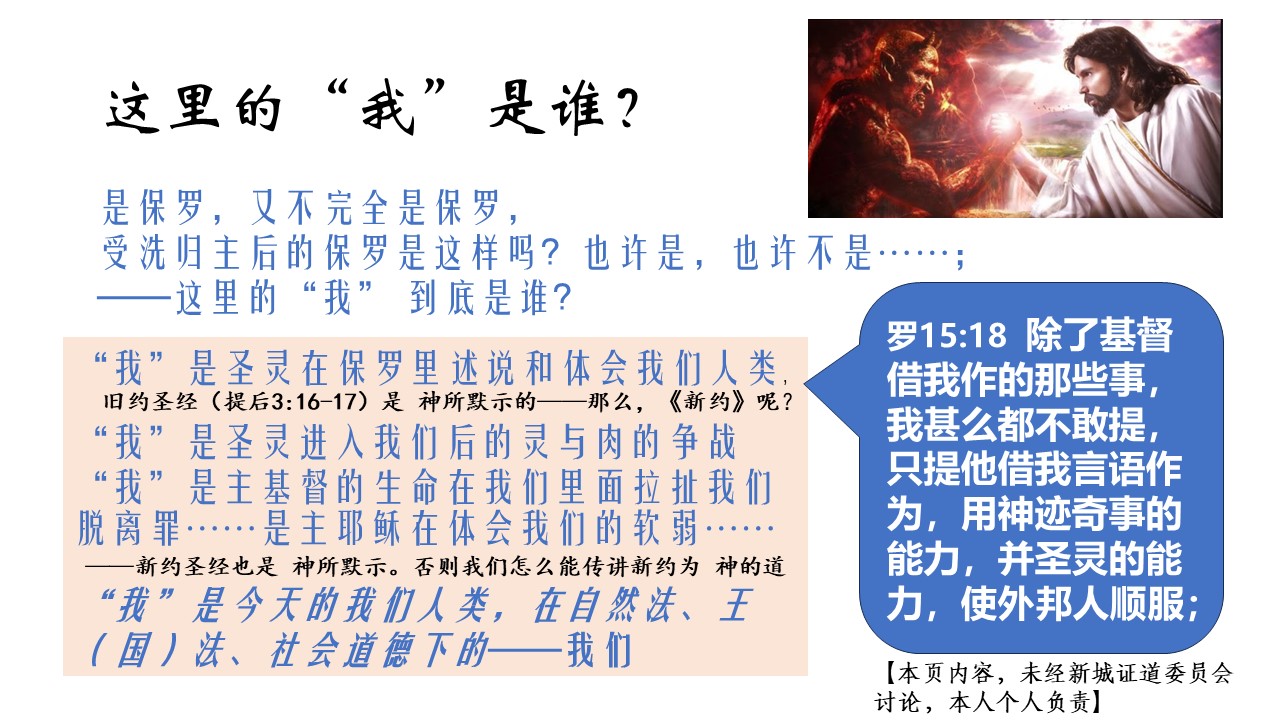 这里的“我”是谁?
是保罗，又不完全是保罗，
受洗归主后的保罗是这样吗? 也许是，也许不是……；
——这里的“我” 到底是谁?
“我”是圣灵在保罗里述说和体会我们人类，
旧约圣经（提后3:16-17）是 神所默示的——那么，《新约》呢?
“我”是圣灵进入我们后的灵与肉的争战
“我”是主基督的生命在我们里面拉扯我们
脱离罪……是主耶稣在体会我们的软弱……
——新约圣经也是 神所默示。否则我们怎么能传讲新约为 神的道
“我”是今天的我们人类，在自然法、王
（国）法、社会道德下的——我们
罗15:18 除了基督
借我作的那些事，
我甚么都不敢提，
只提他借我言语作
为，用神迹奇事的
能力，并圣灵的能
力，使外邦人顺服；
【本页内容，未经新城证道委员会
讨论，本人个人负责】